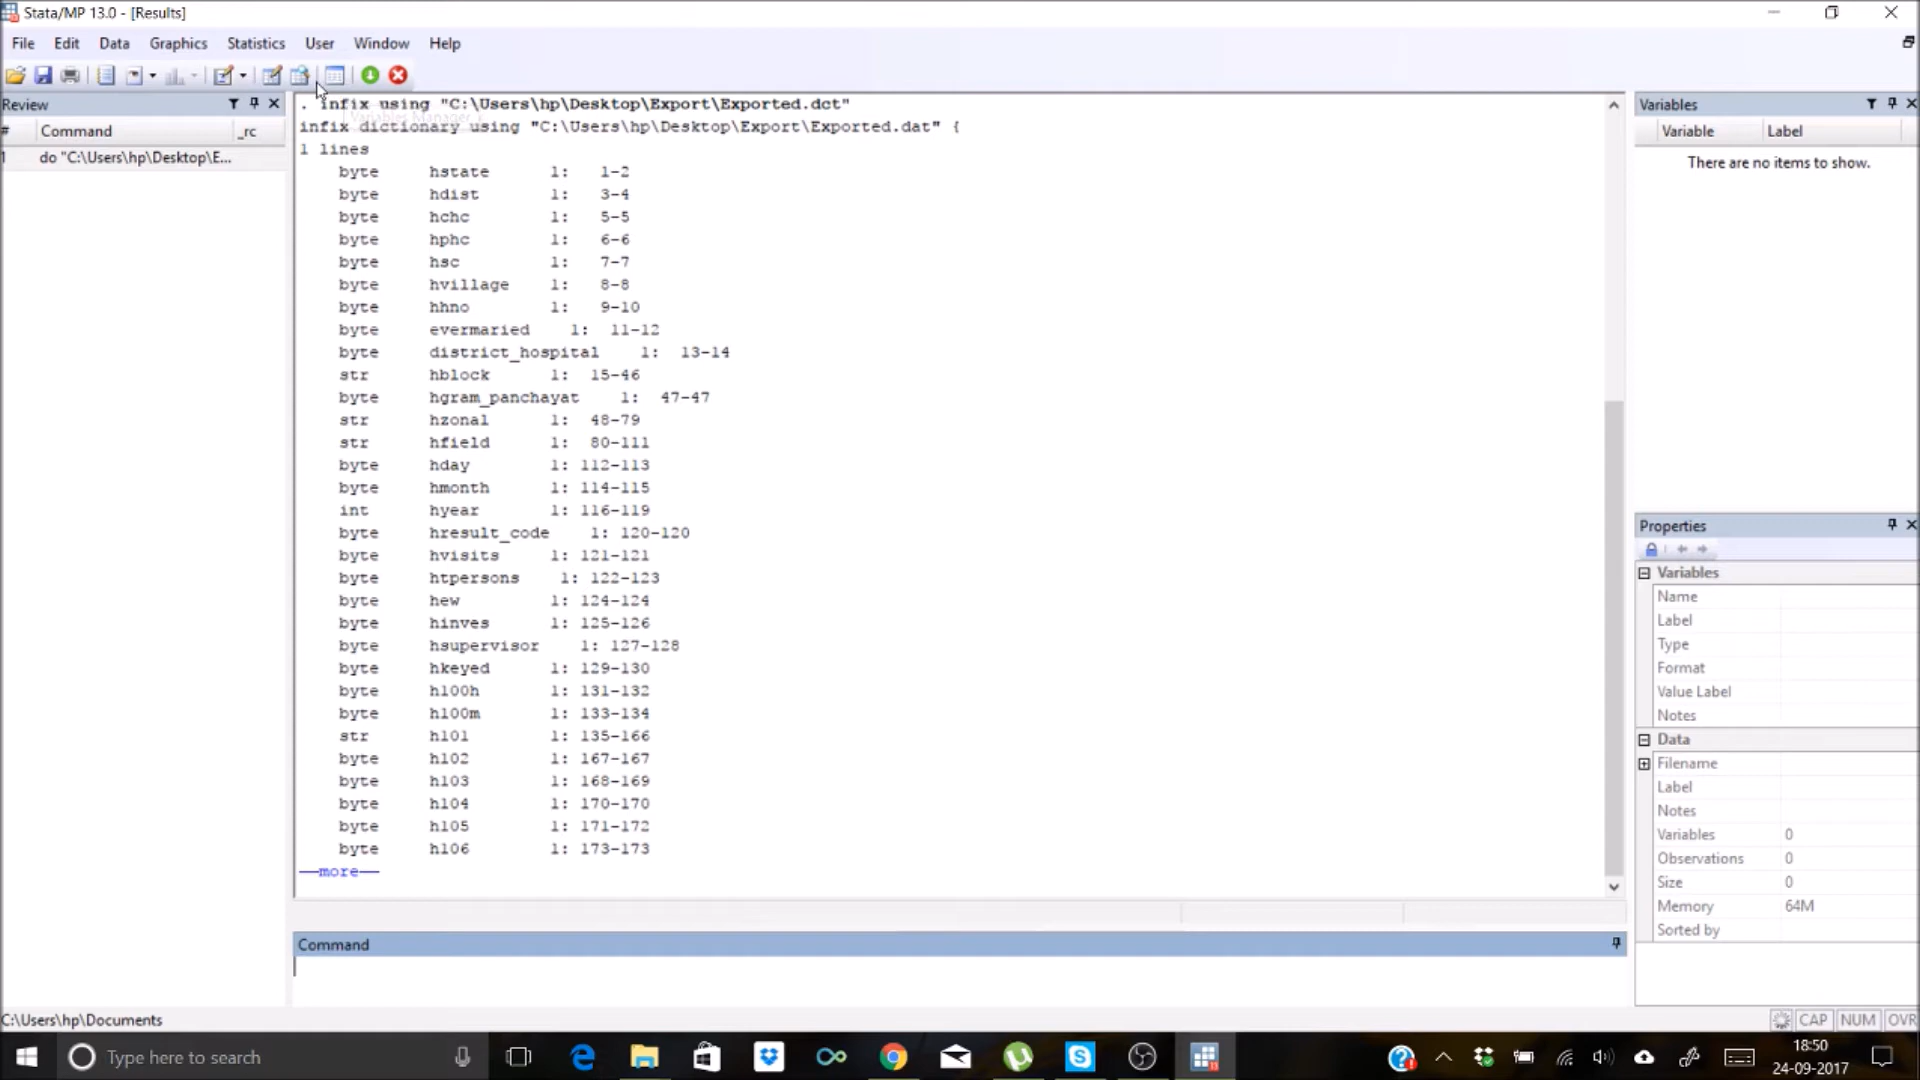 Stata/MP 13.0 - [Results]
File Edit Data Graphics Statistics User Window Help
Review
# Command _rc
1 do "C:\Users\hp\Desktop\E...
. infix using "C:\Users\hp\Desktop\Export\Exported.dct"
Variables Manager
infix dictionary using "C:\Users\hp\Desktop\Export\Exported.dat" {
1 lines
byte hstate 1: 1-2
byte hdist 1: 3-4
byte hchc 1: 5-5
byte hphc 1: 6-6
byte hsc 1: 7-7
byte hvillage 1: 8-8
byte hhno 1: 9-10
byte evermaried 1: 11-12
byte district_hospital 1: 13-14
str hblock 1: 15-46
byte hgram_panchayat 1: 47-47
str hzonal 1: 48-79
str hfield 1: 80-111
byte hday 1: 112-113
byte hmonth 1: 114-115
int hyear 1: 116-119
byte hresult_code 1: 120-120
byte hvisits 1: 121-121
byte htpersons 1: 122-123
byte hew 1: 124-124
byte hinves 1: 125-126
byte hsupervisor 1: 127-128
byte hkeyed 1: 129-130
byte h100h 1: 131-132
byte h100m 1: 133-134
str h101 1: 135-166
byte h102 1: 167-167
byte h103 1: 168-169
byte h104 1: 170-170
byte h105 1: 171-172
byte h106 1: 173-173
—more—
Command
Variables
Variable Label
There are no items to show.
Properties
Variables
Name
Label
Type
Format
Value Label
Notes
Data
Filename
Label
Notes
Variables 0
Observations 0
Size 0
Memory 64M
Sorted by
C:\Users\hp\Documents
CAP NUM OVR
Type here to search
18:50
24-09-2017